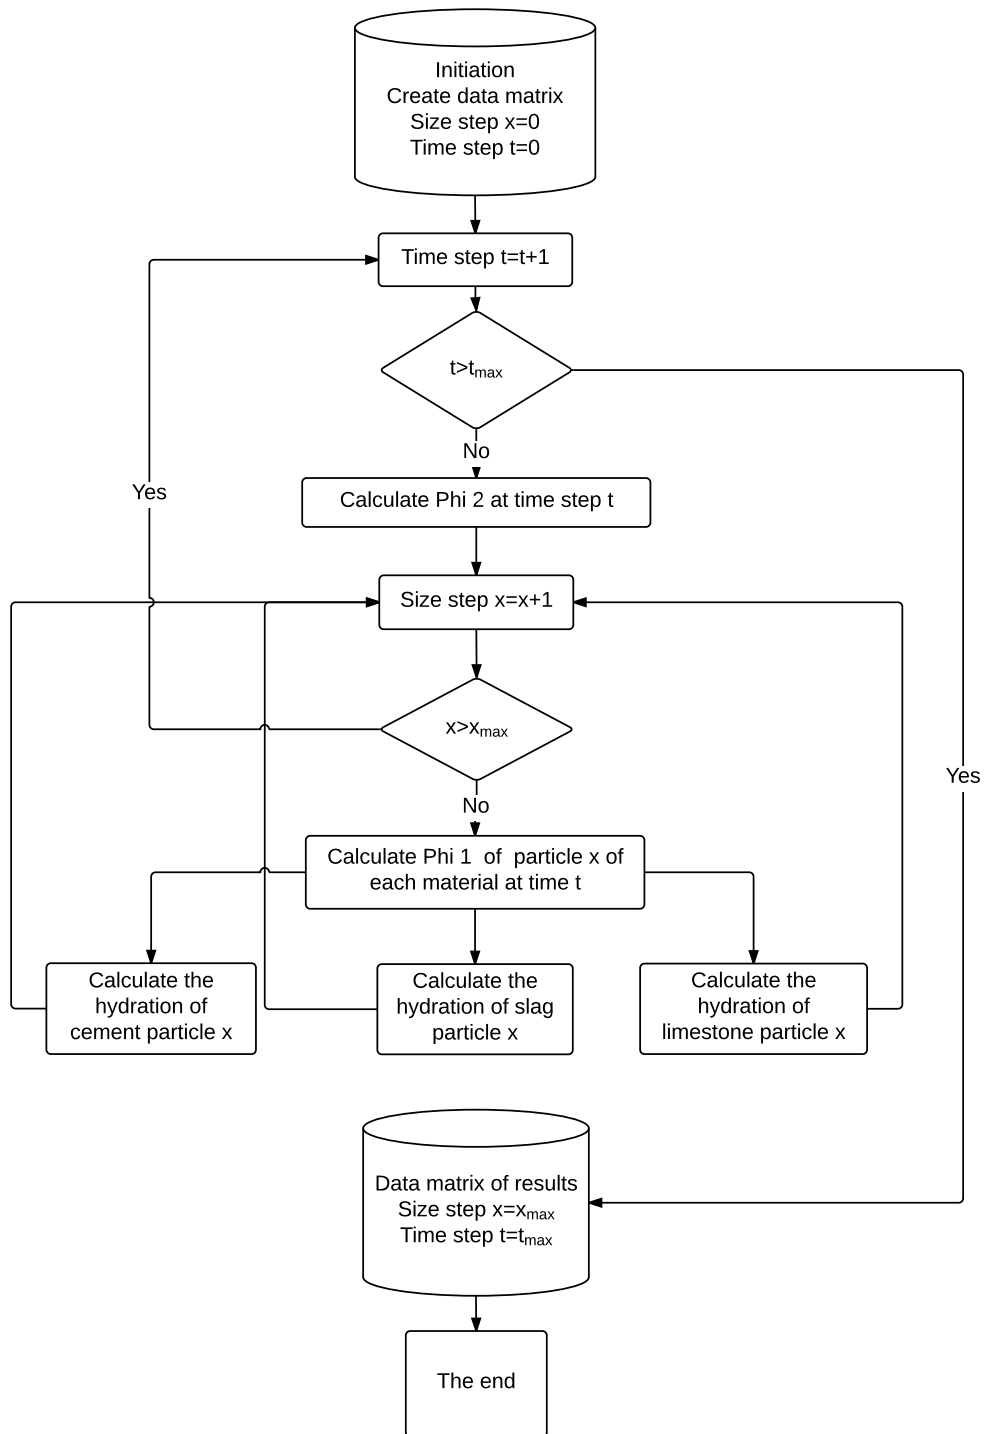 Initiation
Create data matrix
Size step x=0
Time step t=0
Time step t=t+1
t>tmax
No
Calculate Phi 2 at time step t
Yes
Size step x=x+1
x>xmax
Yes
No
Calculate Phi 1  of  particle x of
each material at time t
Calculate the
hydration of
cement particle x
Calculate the
hydration of slag
particle x
Calculate the
hydration of
limestone particle x
Data matrix of results
Size step x=xmax
Time step t=tmax
The end